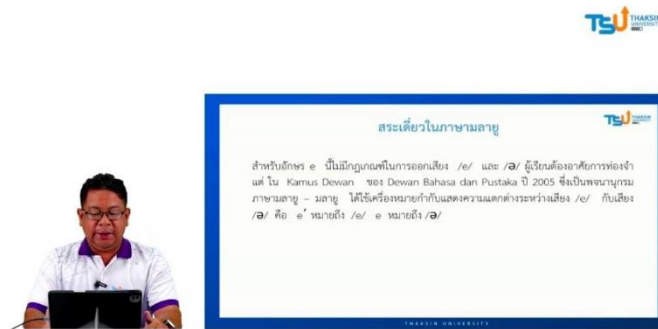 TSU THAKSIN
UNIVERSITY
สระเดี่ยวในภาษามลายู
TSU THAKSIN
UNIVERSITY
สำหรับอักษร e นี้ไม่มีกฎเกณฑ์ในการออกเสียง /e/ และ /ə/ ผู้เรียนต้องอาศัยการท่องจำ
แต่ ใน Kamus Dewan ของ Dewan Bahasa dan Pustaka ปี 2005 ซึ่งเป็นพจนานุกรม
ภาษามลายู – มลายู ได้ใช้เครื่องหมายกำกับแสดงความแตกต่างระหว่างเสียง /e/ กับเสียง
/ə/ คือ e ́ หมายถึง /e/ e หมายถึง /ə/
THAKSIN UNIVERSITY